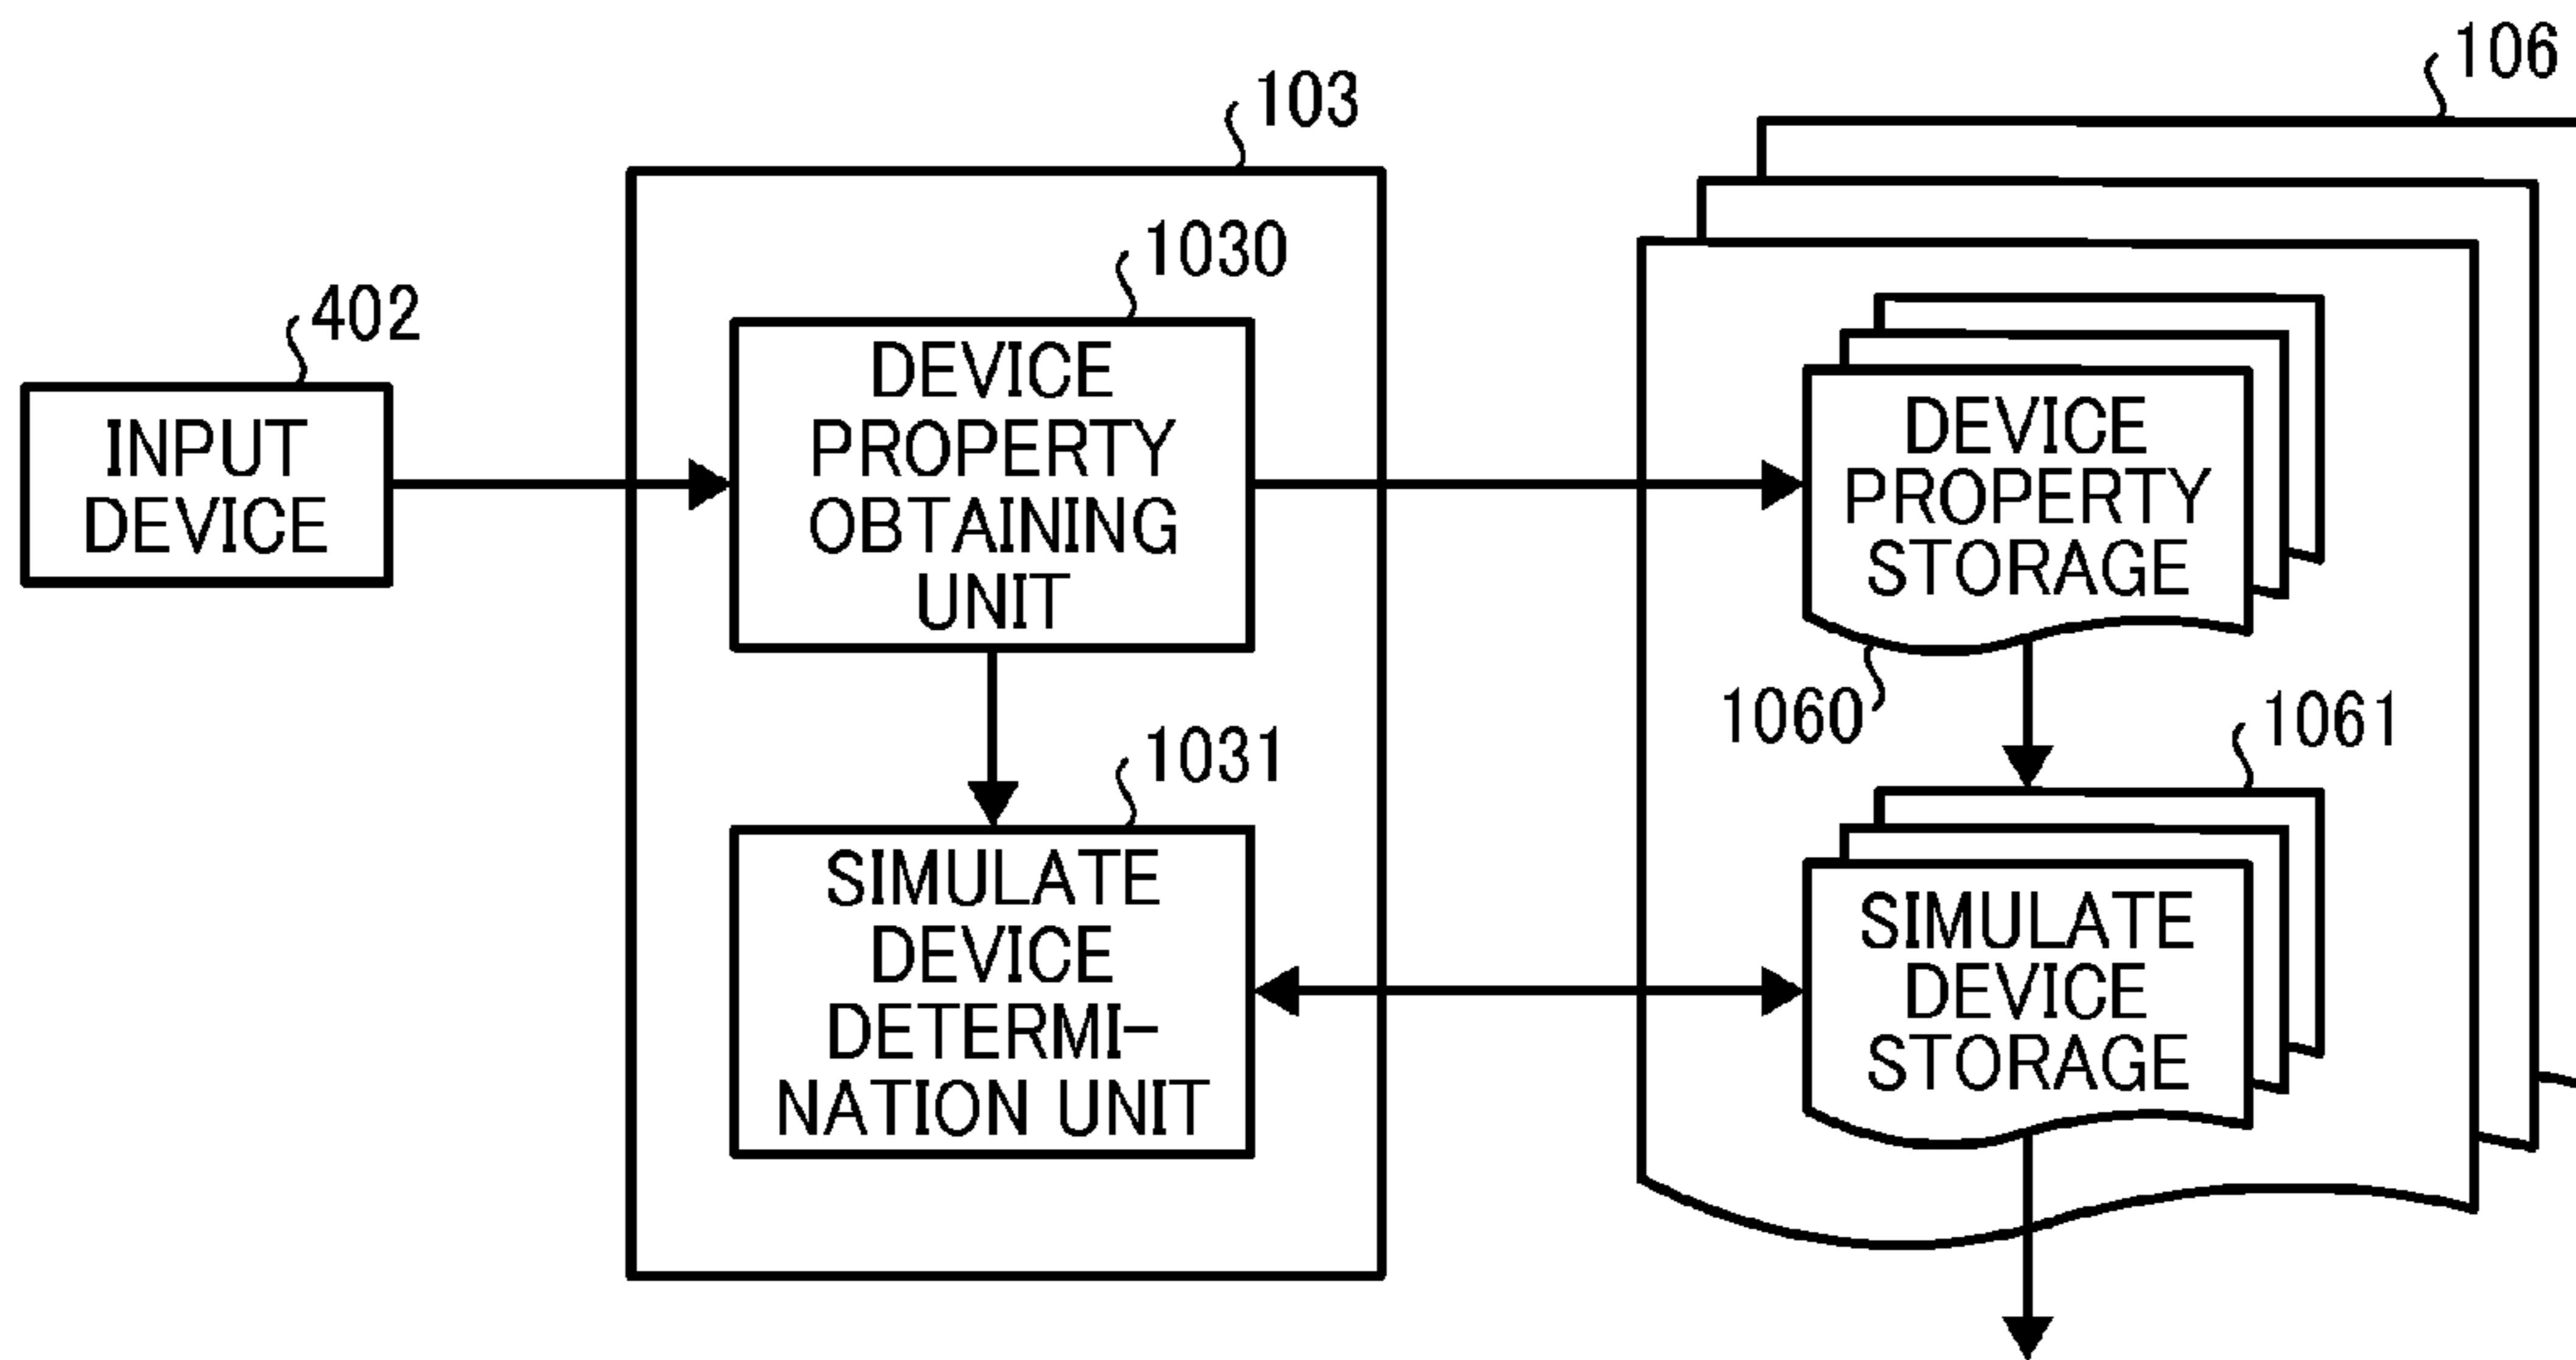 106
103
1030
402
INPUT
DEVICE
DEVICE
PROPERTY
OBTAINING
UNIT
DEVICE
PROPERTY
STORAGE
1060
1031
1061
SIMULATE
DEVICE
DETERMI-
NATION UNIT
SIMULATE
DEVICE
STORAGE